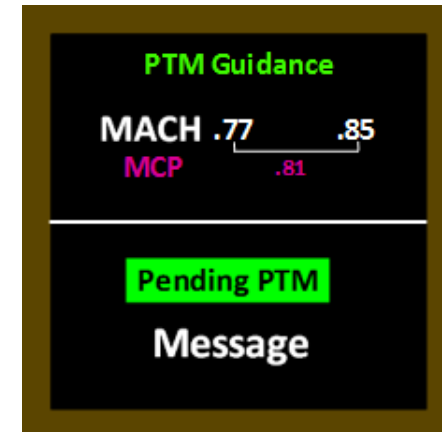 PTM Guidance
MACH .77 .85
MCP .81
Pending PTM
Message